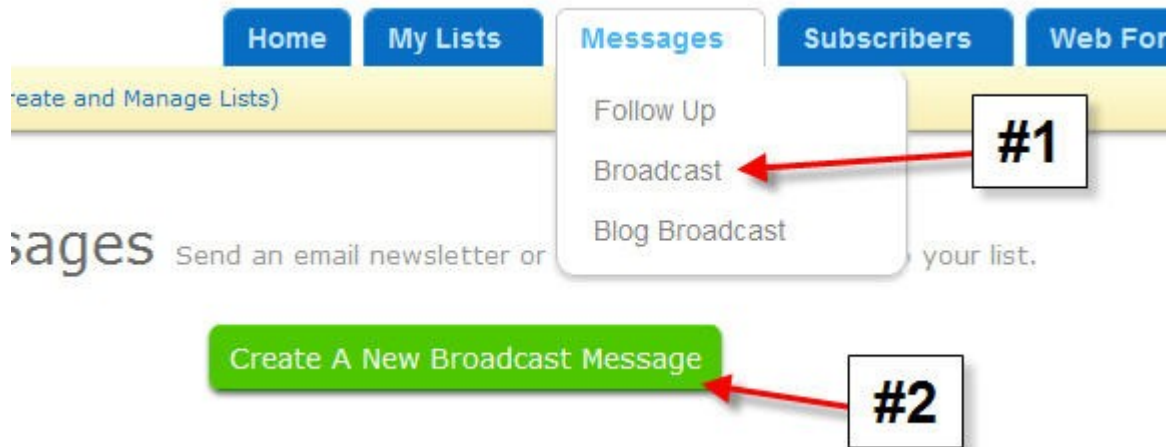 Home My Lists Messages Subscribers Web For
reate and Manage Lists)
Follow Up
#1
Broadcast
Blog Broadcast
sages Send an email newsletter or your list.
Create A New Broadcast Message
#2